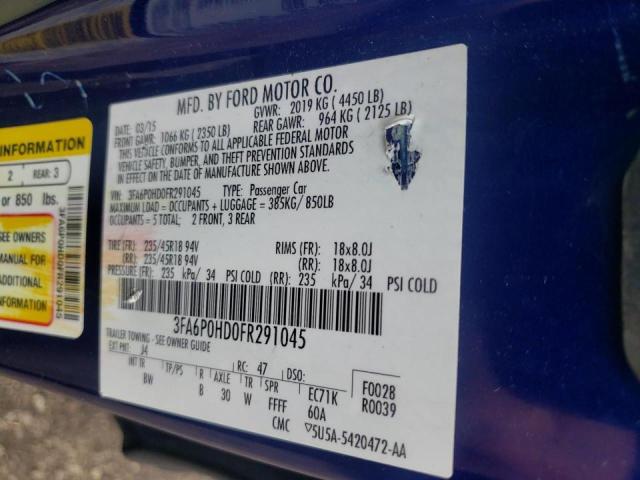 MFD. BY FORD MOTOR CO.
03/15
GVWR: 2019 KG ( 4450 LB)
FRONT GAWR: 1066 KG ( 2350 LB)
REAR GAWR: 964 KG ( 2125 LB)
THIS VEHICLE CONFORMS TO ALL APPLICABLE FEDERAL MOTOR
VEHICLE SAFETY, BUMPER, AND THEFT PREVENTION STANDARDS
IN EFFECT ON THE DATE OF MANUFACTURE SHOWN ABOVE.
VIN: 3FA6P0HD0FR291045 TYPE: Passenger Car
MAXIMUM LOAD = OCCUPANTS + LUGGAGE = 385KG/850LB
OCCUPANTS = 5 TOTAL; 2 FRONT, 3 REAR
TIRE (FR): 235/45R18 94V RIMS (FR): 18x8.0J
(RR): 235/45R18 94V (RR): 18x8.0J
PRESSURE (FR): 235 kPa/ 34 PSI COLD (RR): 235 kPa/ 34 PSI COLD
3FA6P0HD0FR291045
TRAILER TOWING - SEE OWNER GUIDE
EXT PNT: J4 RC: 47 DSO:
INT TR TP/PS R AXLE TR SPR EC71K F0028
BW B 30 W FFFF 60A R0039
CMC
5U5A-5420472-AA
INFORMATION
2 REAR: 3
or 850 lbs.
SEE OWNERS
MANUAL FOR
ADDITIONAL
INFORMATION
3FA6P0HD0FR291045